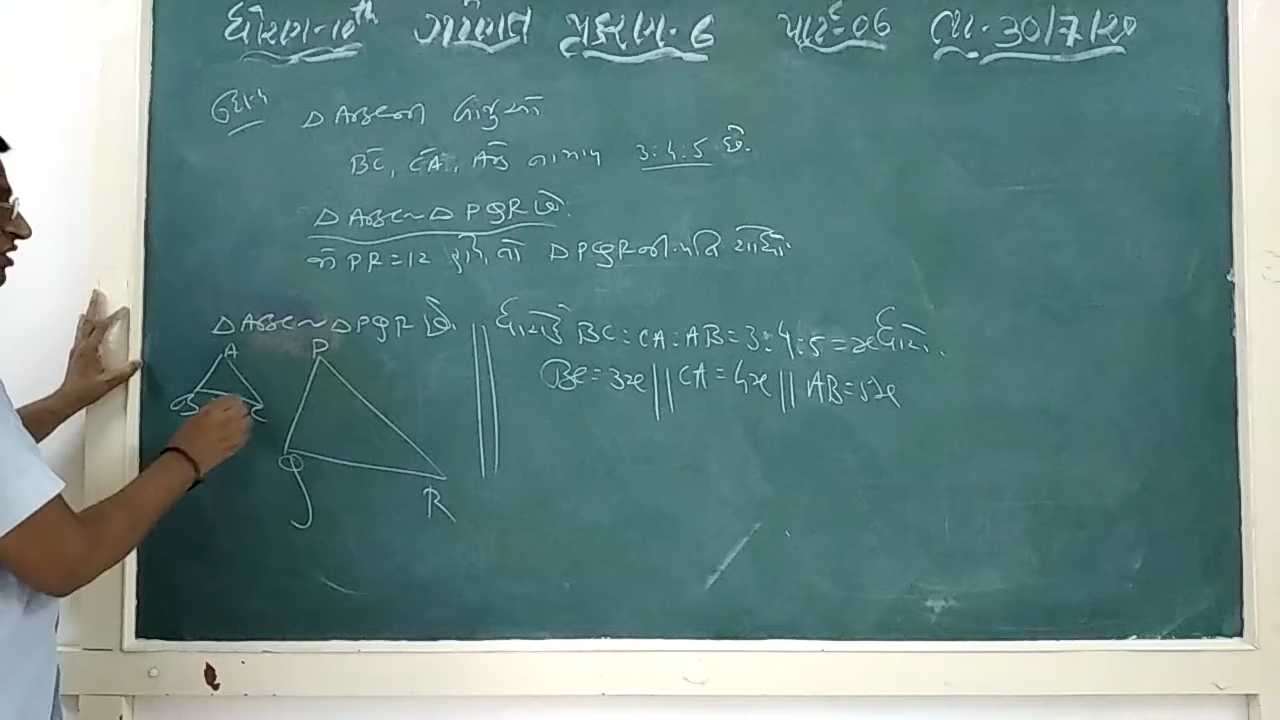 ધોરણ-10th ગણિત પ્રકરણ-6 પાર્ટ-06 તા.30/7/20
ઉદા.5 △ABCની બાજુઓ
BC, CA, AB ના માપ 3:4:5 છે.
△ABC~△PQR છે.
જો PR=12 હોય તો △PQRની પરિ શોધો.
△ABC~△PQR છે.
A
B C
P
Q R
ધારોકે BC:CA:AB=3:4:5=x ધારો.
BC=3x || CA=4x || AB=5x